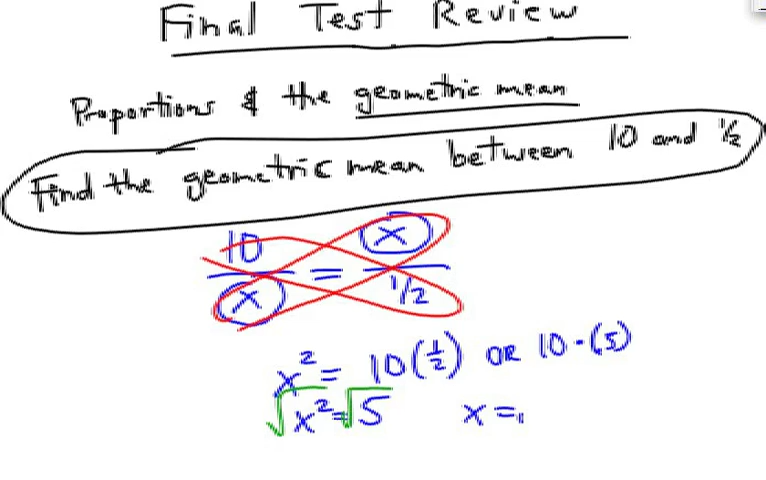 Final Test Review
Proportions & the geometric mean
Find the geometric mean between 10 and 1/2
10/x = x/1/2
x² = 10(1/2) OR 10·(5)
√x² = √5 x =